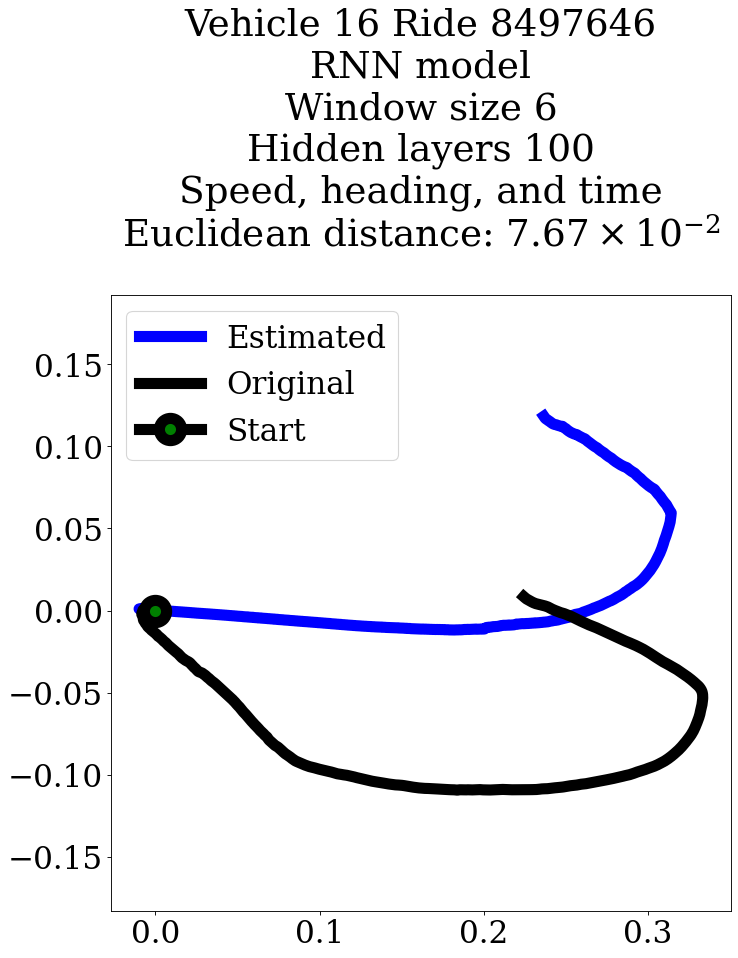 Vehicle 16 Ride 8497646
RNN model
Window size 6
Hidden layers 100
Speed, heading, and time
Euclidean distance: 7.67 × 10⁻²
Estimated
Original
Start
0.15
0.10
0.05
0.00
−0.05
−0.10
−0.15
0.0 0.1 0.2 0.3